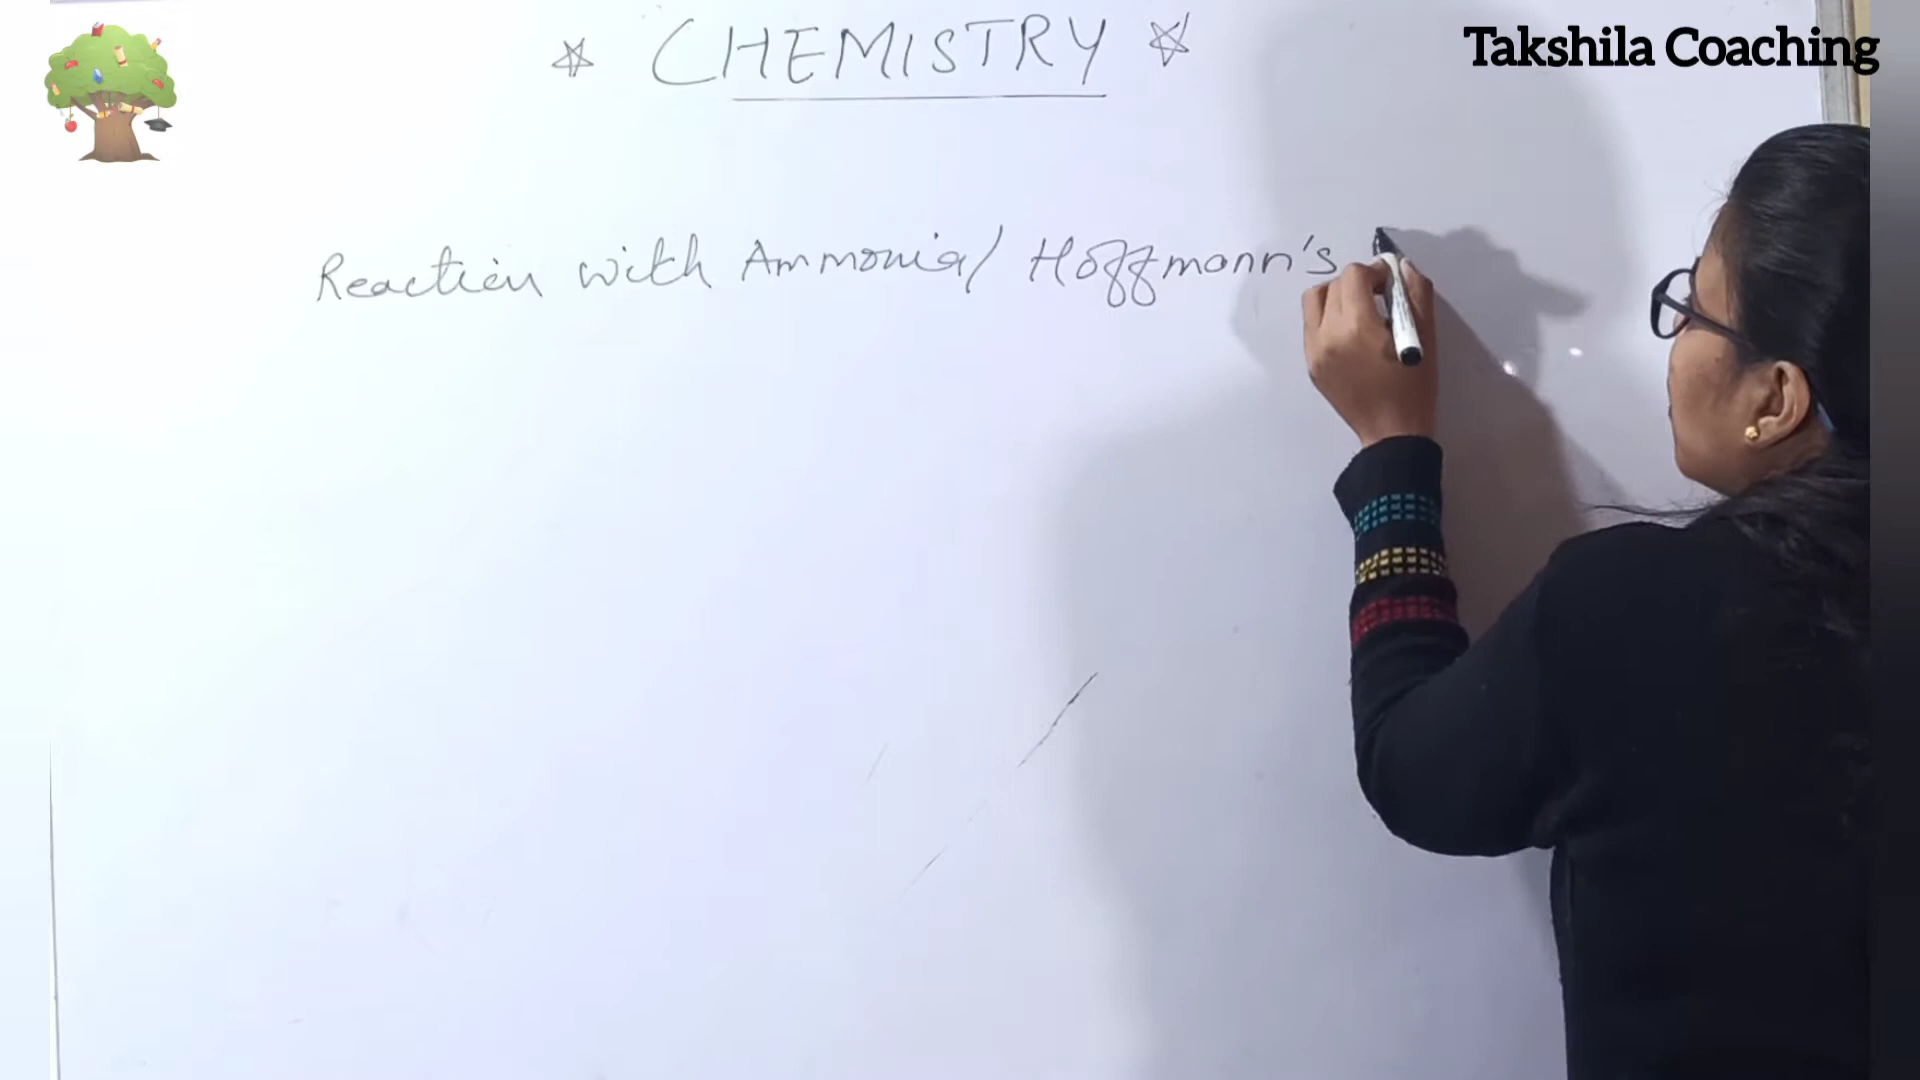 ☆ CHEMISTRY ☆
Takshila Coaching
Reaction with Ammonia/ Hoffmann's